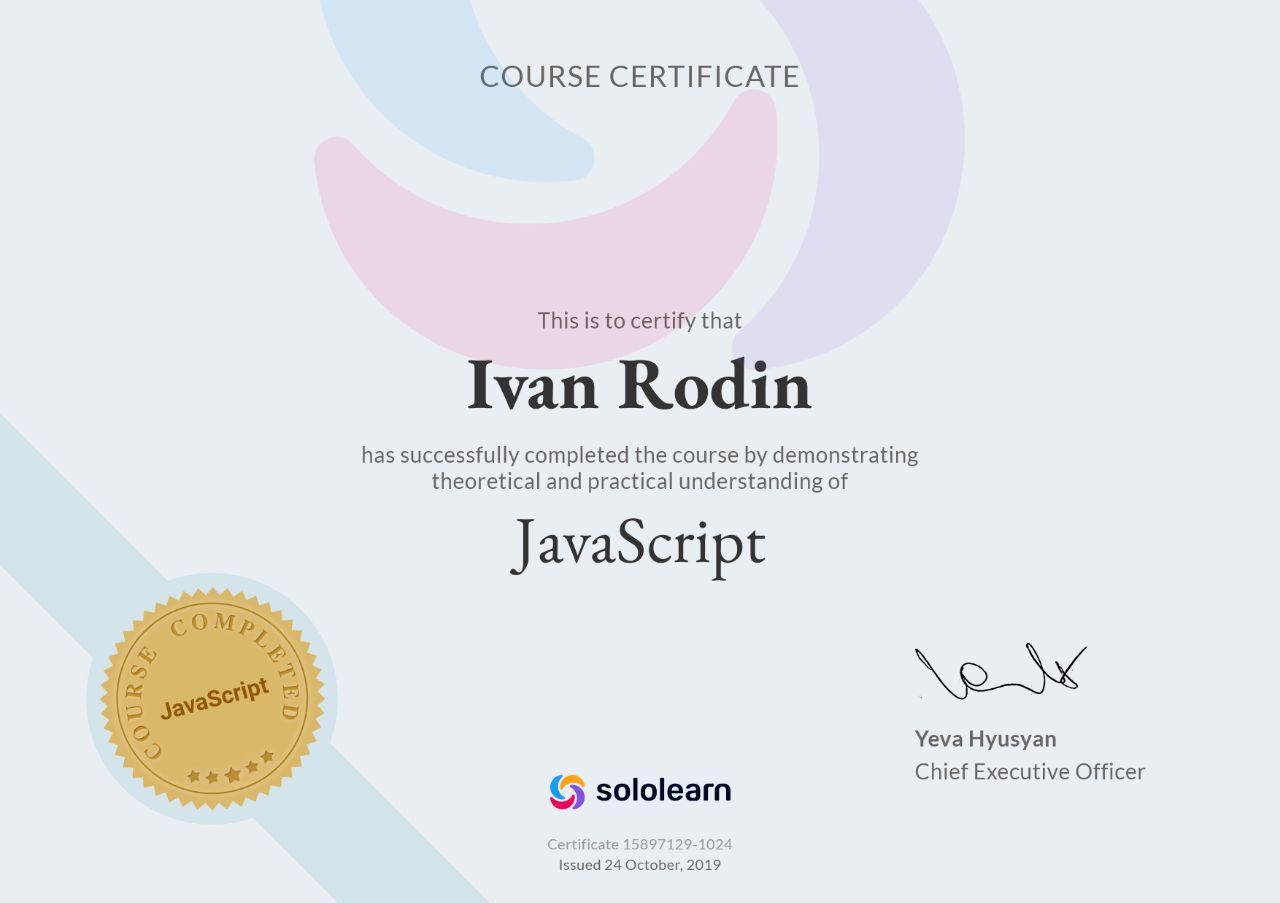 COURSE CERTIFICATE
This is to certify that
Ivan Rodin
has successfully completed the course by demonstrating
theoretical and practical understanding of
JavaScript
COURSE COMPLETED
JavaScript
Yeva Hyusyan
Chief Executive Officer
sololearn
Certificate 15897129-1024
Issued 24 October, 2019